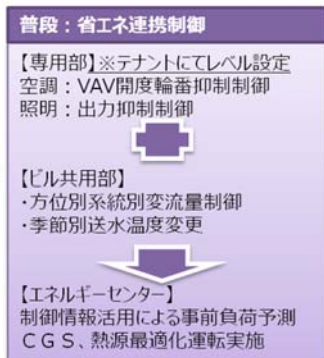 普段：省エネ連携制御
【専用部】※テナントにてレベル設定
空調：VAV開度輪番抑制制御
照明：出力抑制制御
【ビル共用部】
・方位別系統別変流量制御
・季節別送水温度変更
【エネルギーセンター】
制御情報活用による事前負荷予測
ＣＧＳ、熱源最適化運転実施